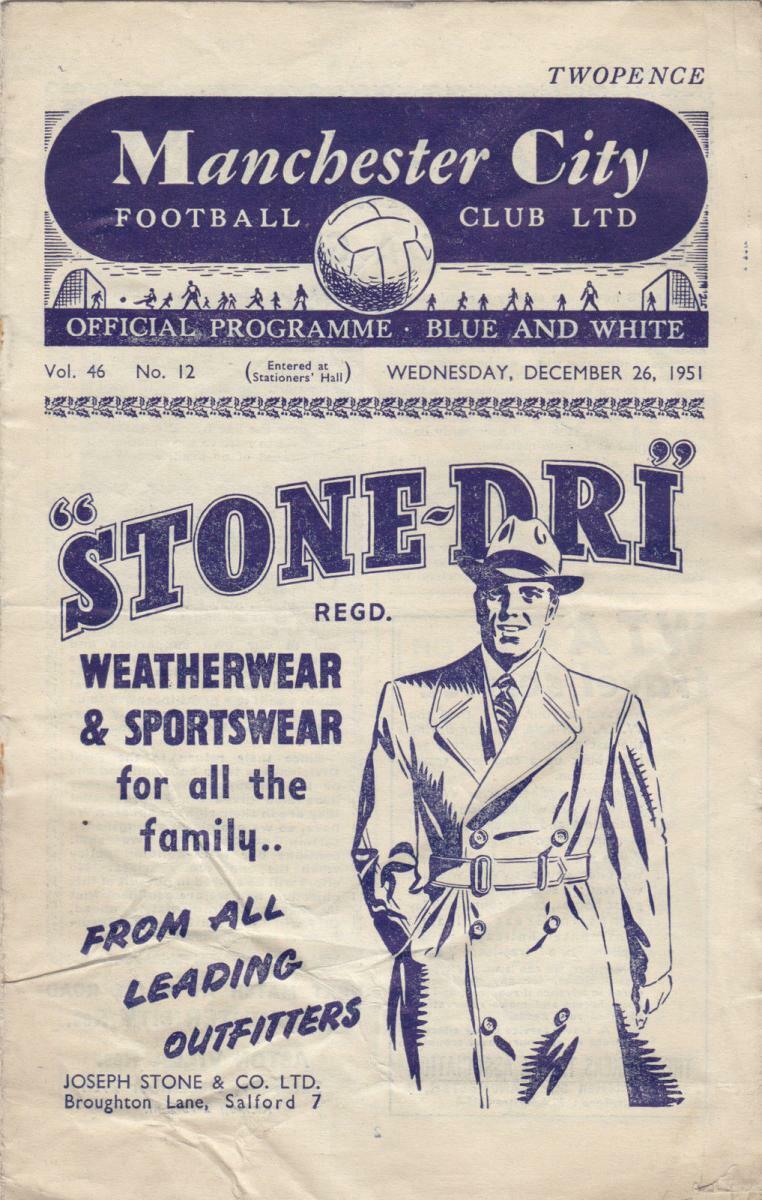 TWOPENCE
Manchester City
FOOTBALL CLUB LTD
OFFICIAL PROGRAMME · BLUE AND WHITE
Vol. 46 No. 12 (Entered at Stationers' Hall) WEDNESDAY, DECEMBER 26, 1951
"STONE-DRI"
REGD.
WEATHERWEAR
& SPORTSWEAR
for all the
family..
FROM ALL
LEADING
OUTFITTERS
JOSEPH STONE & CO. LTD.
Broughton Lane, Salford 7